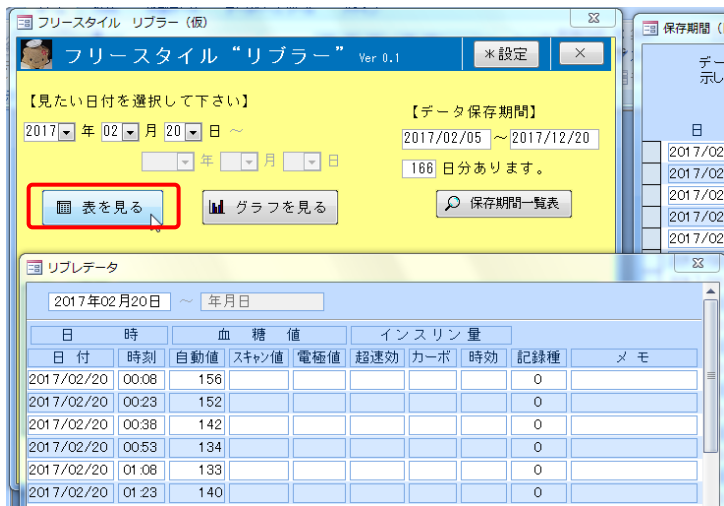 フリースタイル リブラー（仮）
フリースタイル “リブラー” Ver 0.1
＊設定
【見たい日付を選択して下さい】
2017 年 02 月 20 日 ～
年 月 日
【データ保存期間】
2017/02/05 ～ 2017/12/20
166 日分あります。
表を見る
グラフを見る
保存期間一覧表
保存期間（
デー
示し
日
2017/02
2017/02
2017/02
2017/02
2017/02
リブレデータ
2017年02月20日 ～ 年月日
日 時 血 糖 値 インスリン量
日 付 時刻 自動値 スキャン値 電極値 超速効 カーボ 時効 記録種 メ モ
2017/02/20 00:08 156 0
2017/02/20 00:23 152 0
2017/02/20 00:38 142 0
2017/02/20 00:53 134 0
2017/02/20 01:08 133 0
2017/02/20 01:23 140 0